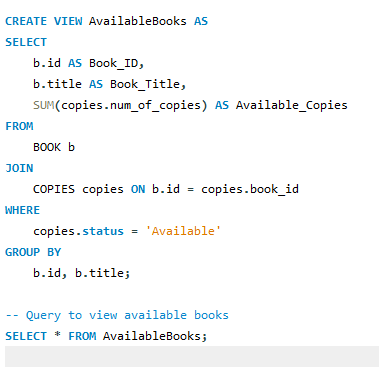 CREATE VIEW AvailableBooks AS
SELECT
    b.id AS Book_ID,
    b.title AS Book_Title,
    SUM(copies.num_of_copies) AS Available_Copies
FROM
    BOOK b
JOIN
    COPIES copies ON b.id = copies.book_id
WHERE
    copies.status = 'Available'
GROUP BY
    b.id, b.title;

-- Query to view available books
SELECT * FROM AvailableBooks;